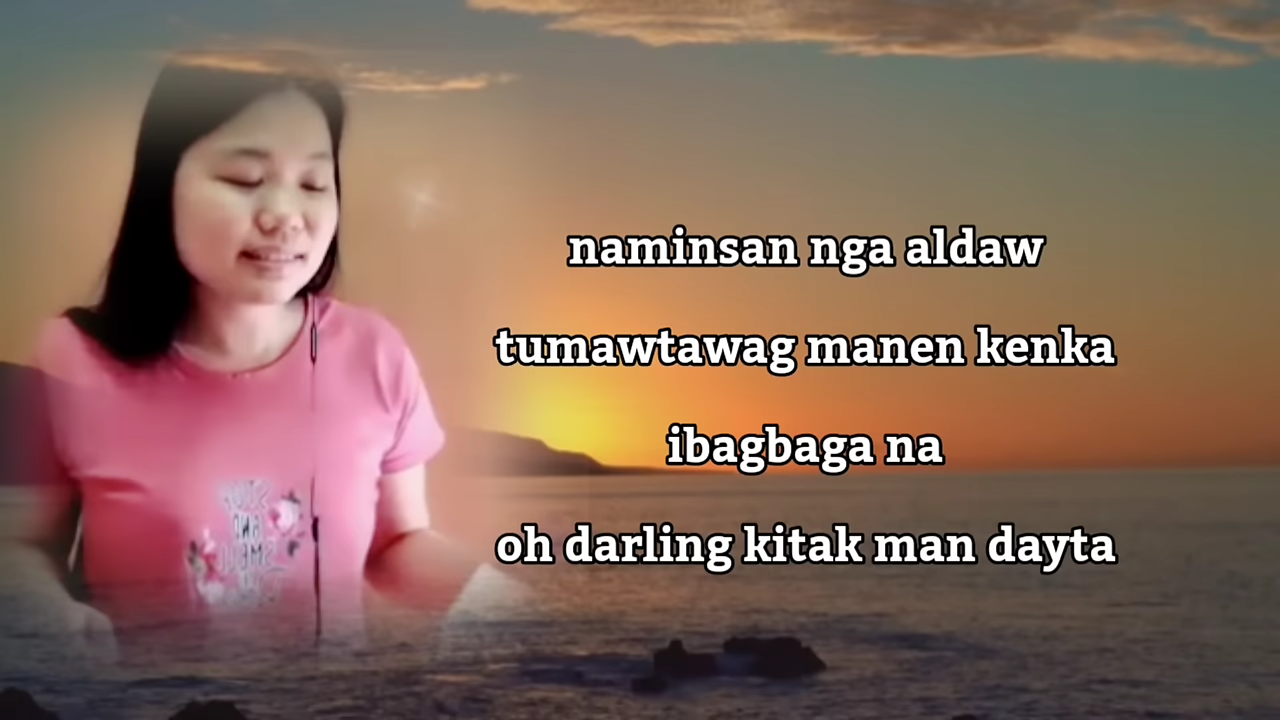 naminsan nga aldaw
tumawtawag manen kenka
ibagbaga na
oh darling kitak man dayta